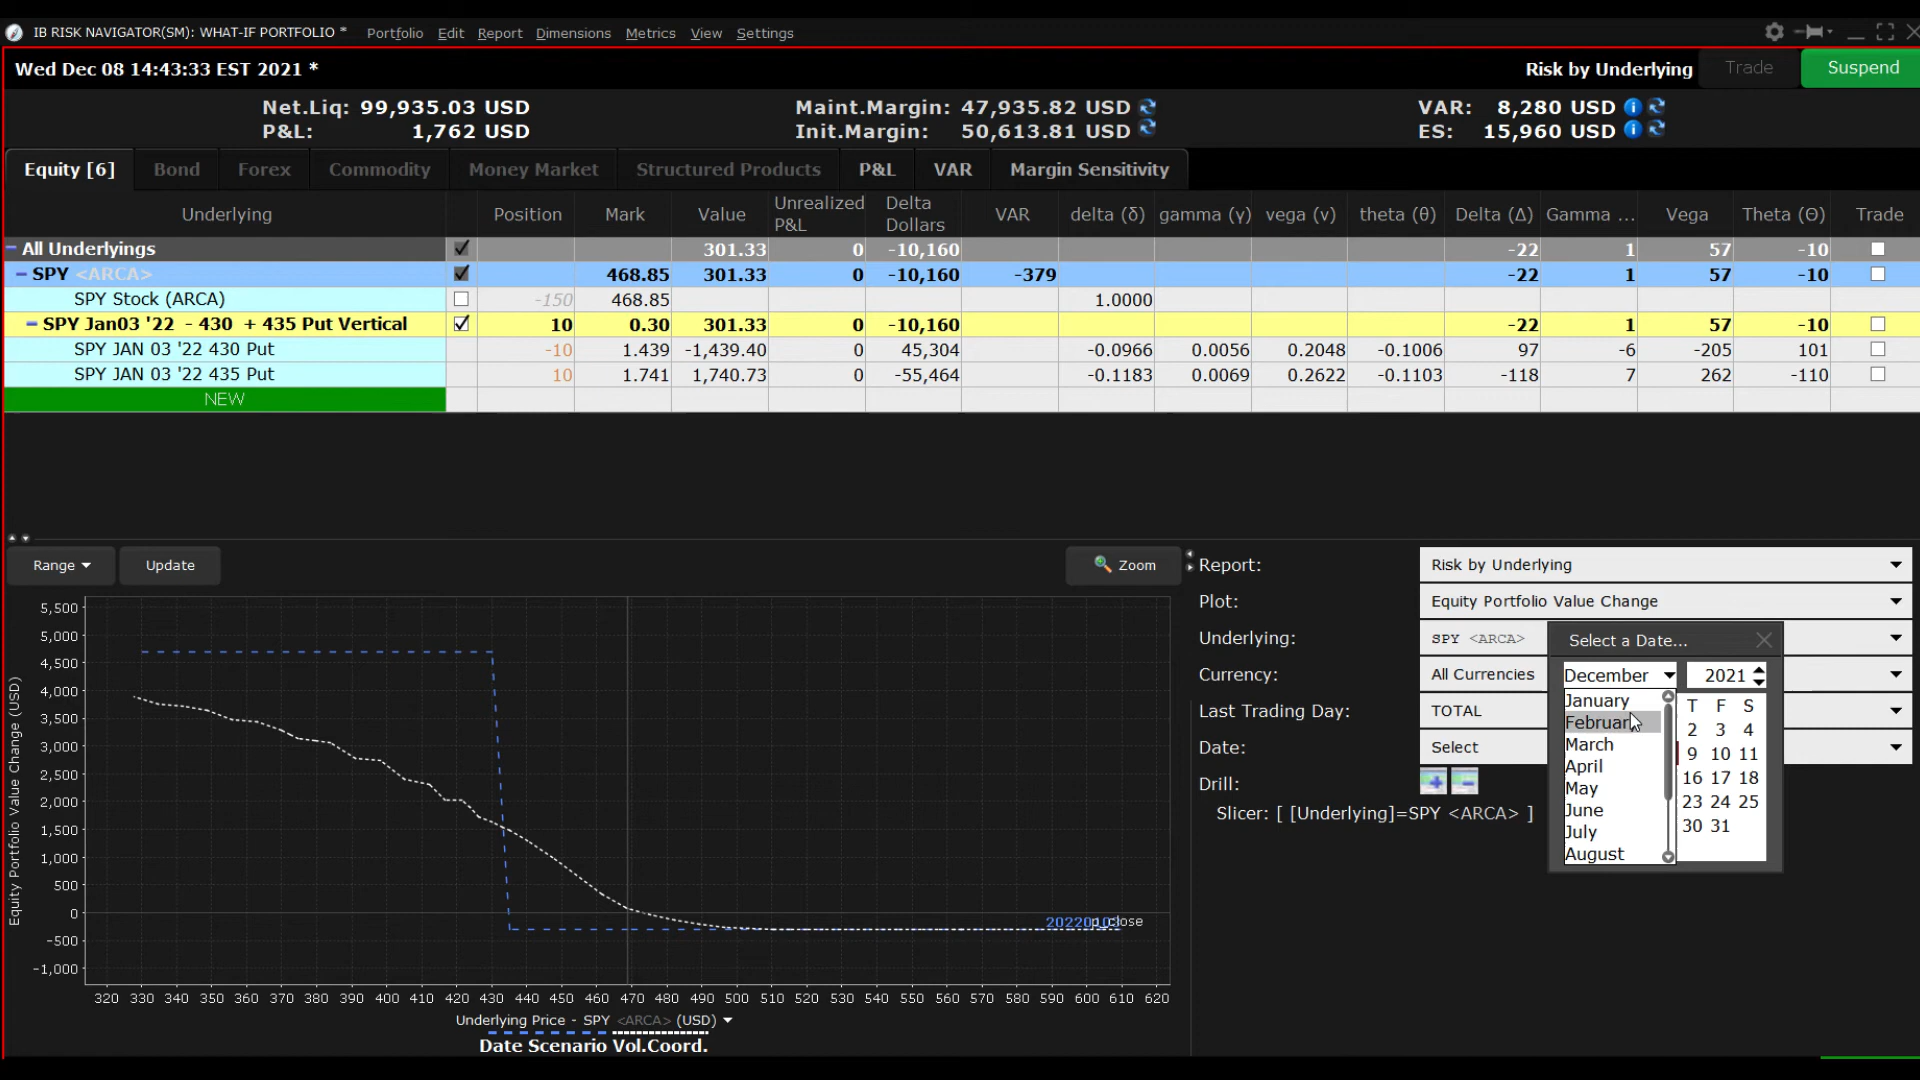 IB RISK NAVIGATOR(SM): WHAT-IF PORTFOLIO * Portfolio Edit Report Dimensions Metrics View Settings
Wed Dec 08 14:43:33 EST 2021 * Risk by Underlying Trade Suspend
Net.Liq: 99,935.03 USD Maint.Margin: 47,935.82 USD VAR: 8,280 USD
P&L: 1,762 USD Init.Margin: 50,613.81 USD ES: 15,960 USD
Equity [6] Bond Forex Commodity Money Market Structured Products P&L VAR Margin Sensitivity
Underlying Position Mark Value Unrealized P&L Delta Dollars VAR delta (δ) gamma (γ) vega (ν) theta (θ) Delta (Δ) Gamma ... Vega Theta (Θ) Trade
All Underlyings 301.33 0 -10,160 -22 1 57 -10
SPY <ARCA> 468.85 301.33 0 -10,160 -379 -22 1 57 -10
SPY Stock (ARCA) -150 468.85 1.0000
SPY Jan03 '22 - 430 + 435 Put Vertical 10 0.30 301.33 0 -10,160 -22 1 57 -10
SPY JAN 03 '22 430 Put -10 1.439 -1,439.40 0 45,304 -0.0966 0.0056 0.2048 -0.1006 97 -6 -205 101
SPY JAN 03 '22 435 Put 10 1.741 1,740.73 0 -55,464 -0.1183 0.0069 0.2622 -0.1103 -118 7 262 -110
NEW
Range Update Zoom
5,500
5,000
4,500
4,000
3,500
3,000
2,500
2,000
1,500
1,000
500
0
-500
-1,000
Equity Portfolio Value Change (USD)
p_close
320 330 340 350 360 370 380 390 400 410 420 430 440 450 460 470 480 490 500 510 520 530 540 550 560 570 580 590 600 610 620
Underlying Price - SPY <ARCA> (USD)
Date Scenario Vol.Coord.
Report: Risk by Underlying
Plot: Equity Portfolio Value Change
Underlying: SPY <ARCA>
Currency: All Currencies
Last Trading Day: TOTAL
Date: Select
Drill:
Slicer: [ [Underlying]=SPY <ARCA> ]
Select a Date...
December 2021
January
February
March
April
May
June
July
August
T F S
2 3 4
9 10 11
16 17 18
23 24 25
30 31